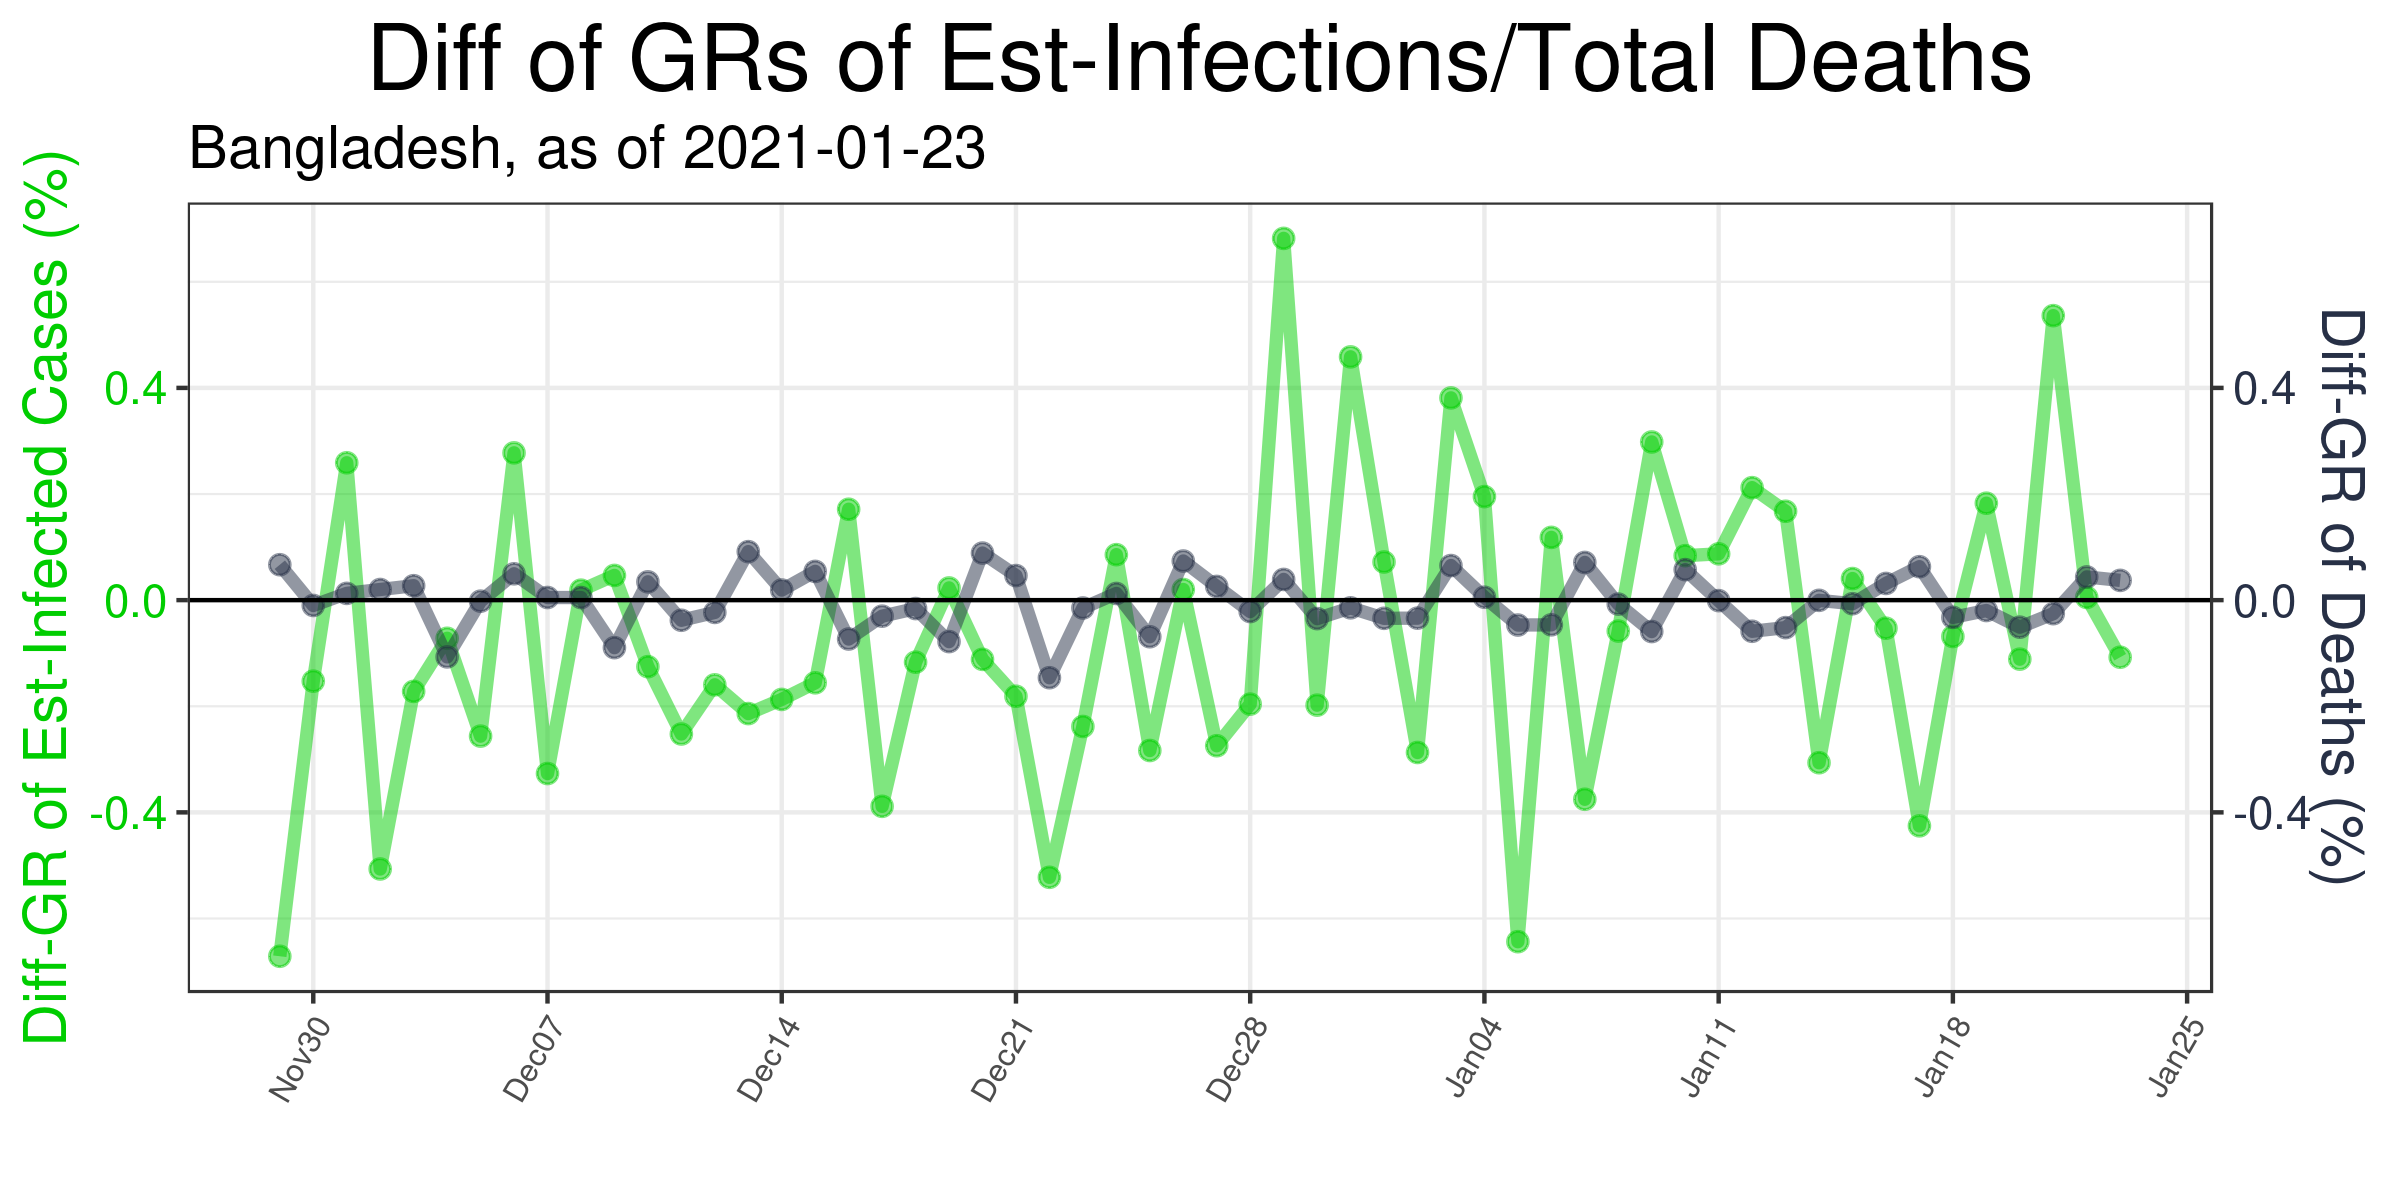 Diff of GRs of Est-Infections/Total Deaths
Bangladesh, as of 2021-01-23
Diff-GR of Est-Infected Cases (%)
0.4
0.0
-0.4
0.4
0.0
-0.4
Diff-GR of Deaths (%)
Nov30
Dec07
Dec14
Dec21
Dec28
Jan04
Jan11
Jan18
Jan25